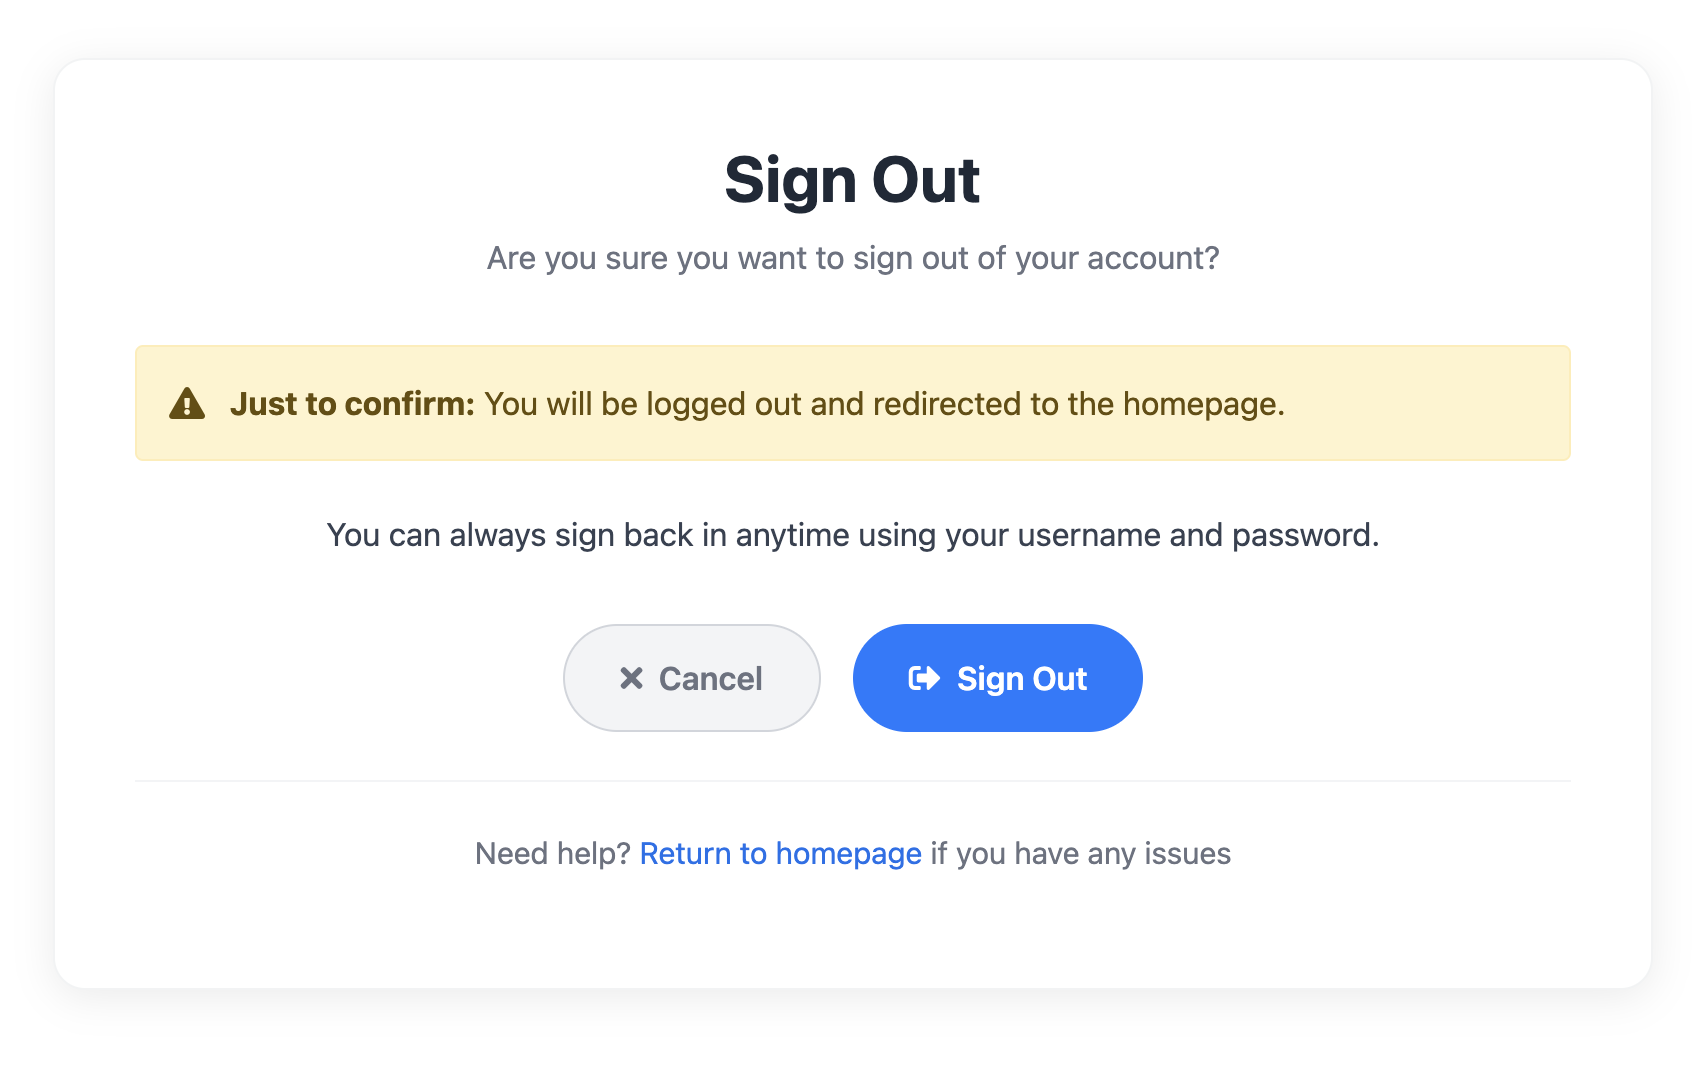 Sign Out
Are you sure you want to sign out of your account?
Just to confirm: You will be logged out and redirected to the homepage.
You can always sign back in anytime using your username and password.
Cancel
Sign Out
Need help? Return to homepage if you have any issues